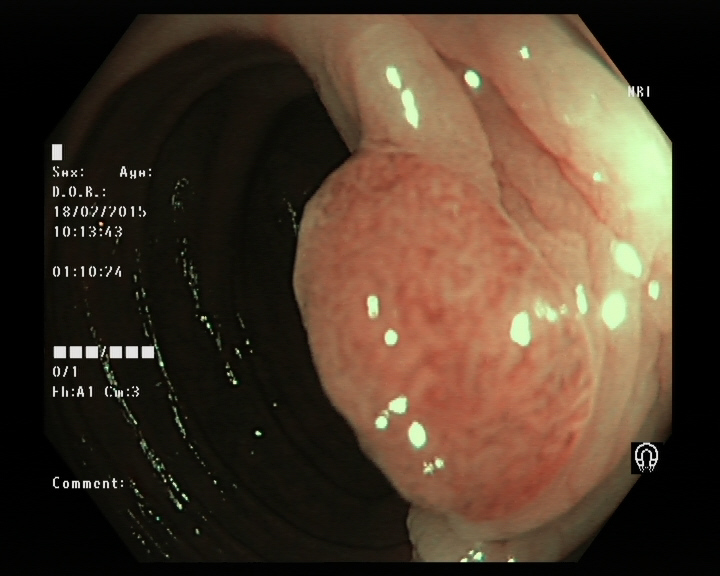 NBI
Sex: Age:
D.O.B.:
18/02/2015
10:13:43
01:10:24
■■■/■■■
0/1
Eh:A1 Cm:3
Comment: